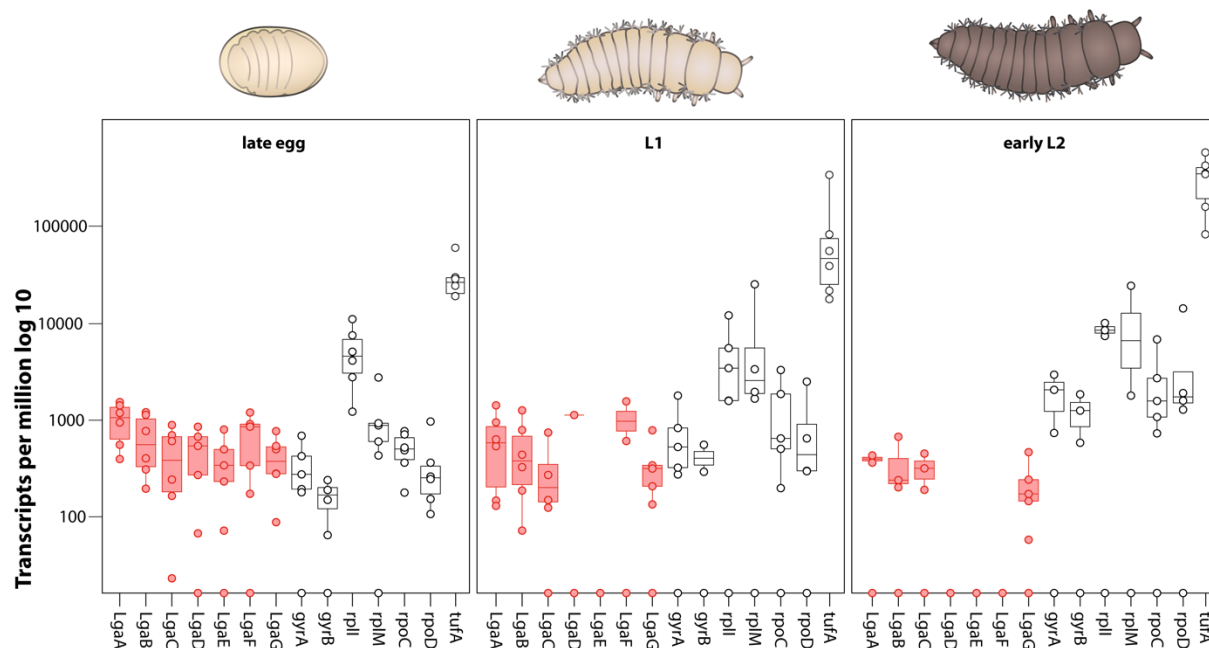 late egg
L1
early L2
Transcripts per million log 10
100000
10000
1000
100
LgaA
LgaB
LgaC
LgaD
LgaE
LgaF
LgaG
gyrA
gyrB
rplI
rplM
rpoC
rpoD
tufA
LgaA
LgaB
LgaC
LgaD
LgaE
LgaF
LgaG
gyrA
gyrB
rplI
rplM
rpoC
rpoD
tufA
LgaA
LgaB
LgaC
LgaD
LgaE
LgaF
LgaG
gyrA
gyrB
rplI
rplM
rpoC
rpoD
tufA